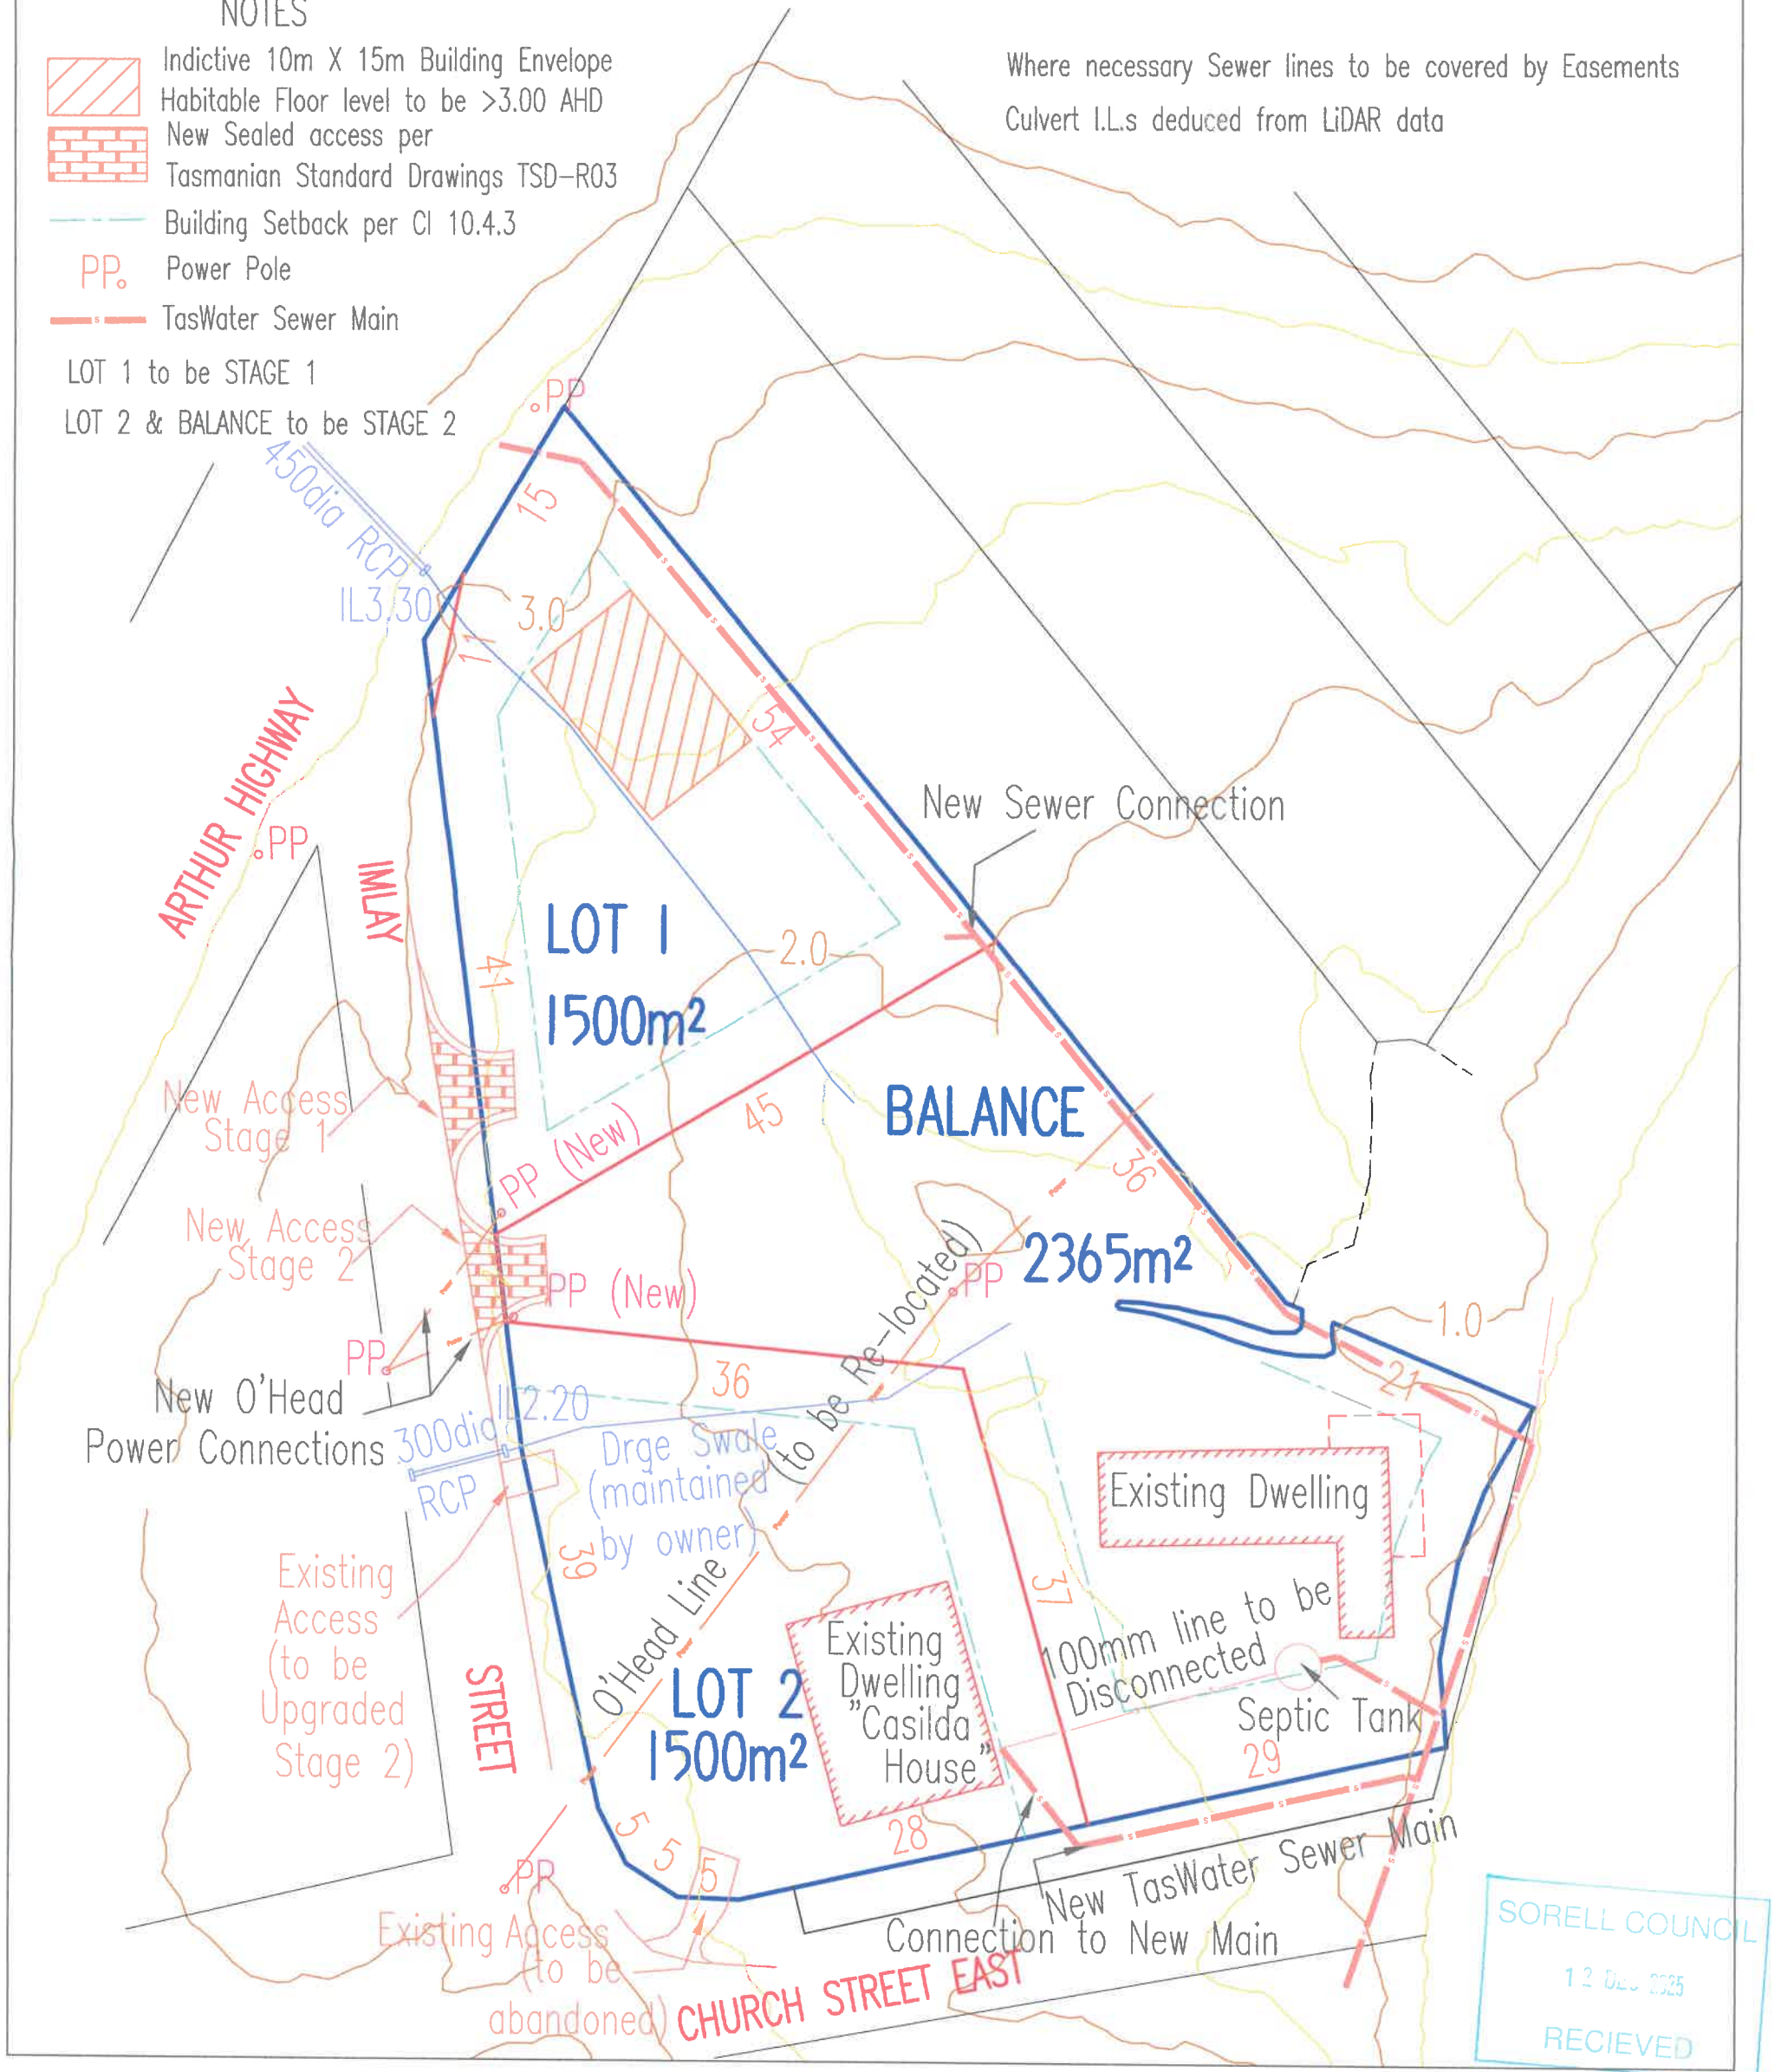 NOTES
Indictive 10m X 15m Building Envelope
Habitable Floor level to be >3.00 AHD
New Sealed access per
Tasmanian Standard Drawings TSD-R03
Building Setback per Cl 10.4.3
PP
Power Pole
s
TasWater Sewer Main
LOT 1 to be STAGE 1
LOT 2 & BALANCE to be STAGE 2
Where necessary Sewer lines to be covered by Easements
Culvert I.L.s deduced from LiDAR data
PP
450dia RCP
IL3.30
15
11
3.0
54
ARTHUR HIGHWAY
PP
IMLAY
New Sewer Connection
LOT 1
1500m²
41
2.0
New Access
Stage 1
PP (New)
45
BALANCE
2365m²
36
Power
New Access
Stage 2
PP (New)
PP
PP
New O'Head
Power Connections
300dia
RCP
IL2.20
36
Drge Swale
(maintained
by owner)
O'Head Line
(to be Re-located)
1.0
21
Existing Dwelling
39
37
Existing
Access
(to be
Upgraded
Stage 2)
STREET
LOT 2
1500m²
Existing
Dwelling
"Casilda
House"
100mm line to be
Disconnected
Septic Tank
29
28
5
5
5
PP
Existing Access
(to be
abandoned)
New TasWater Sewer Main
Connection to New Main
CHURCH STREET EAST
SORELL COUNCIL
12 DEC 2025
RECIEVED